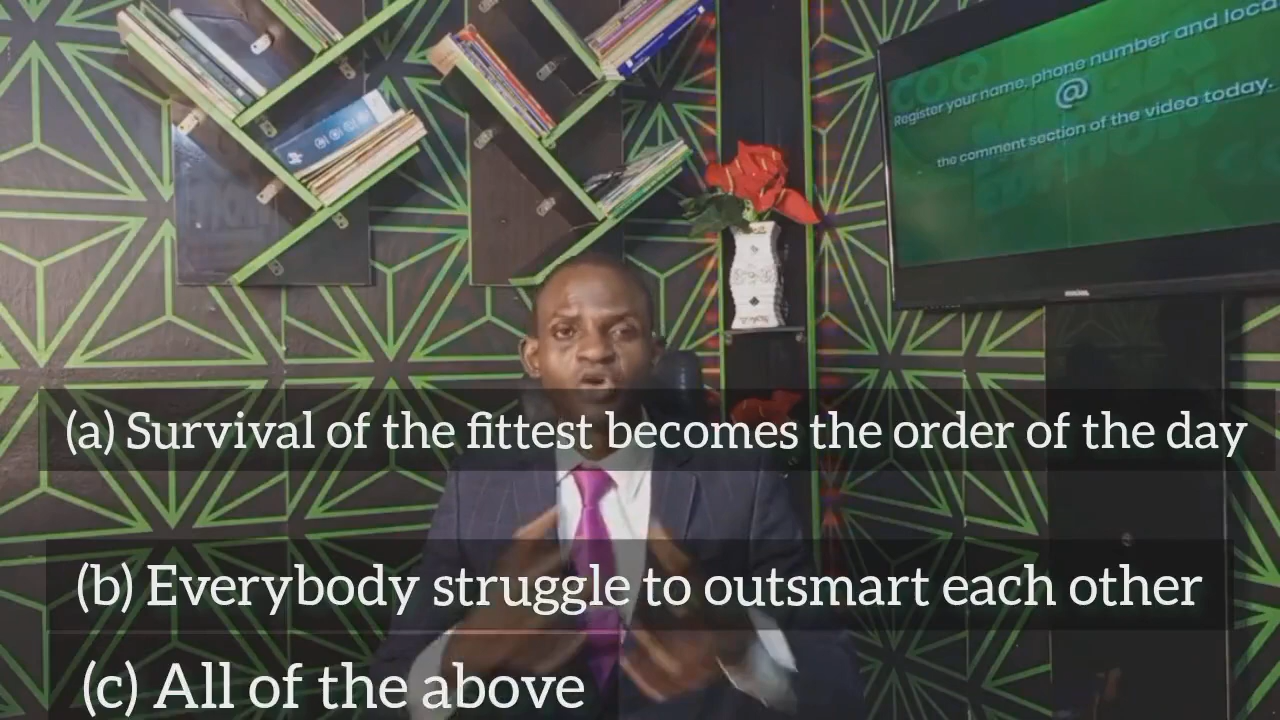 Register your name, phone number and loca
@
the comment section of the video today.
(a) Survival of the fittest becomes the order of the day
(b) Everybody struggle to outsmart each other
(c) All of the above